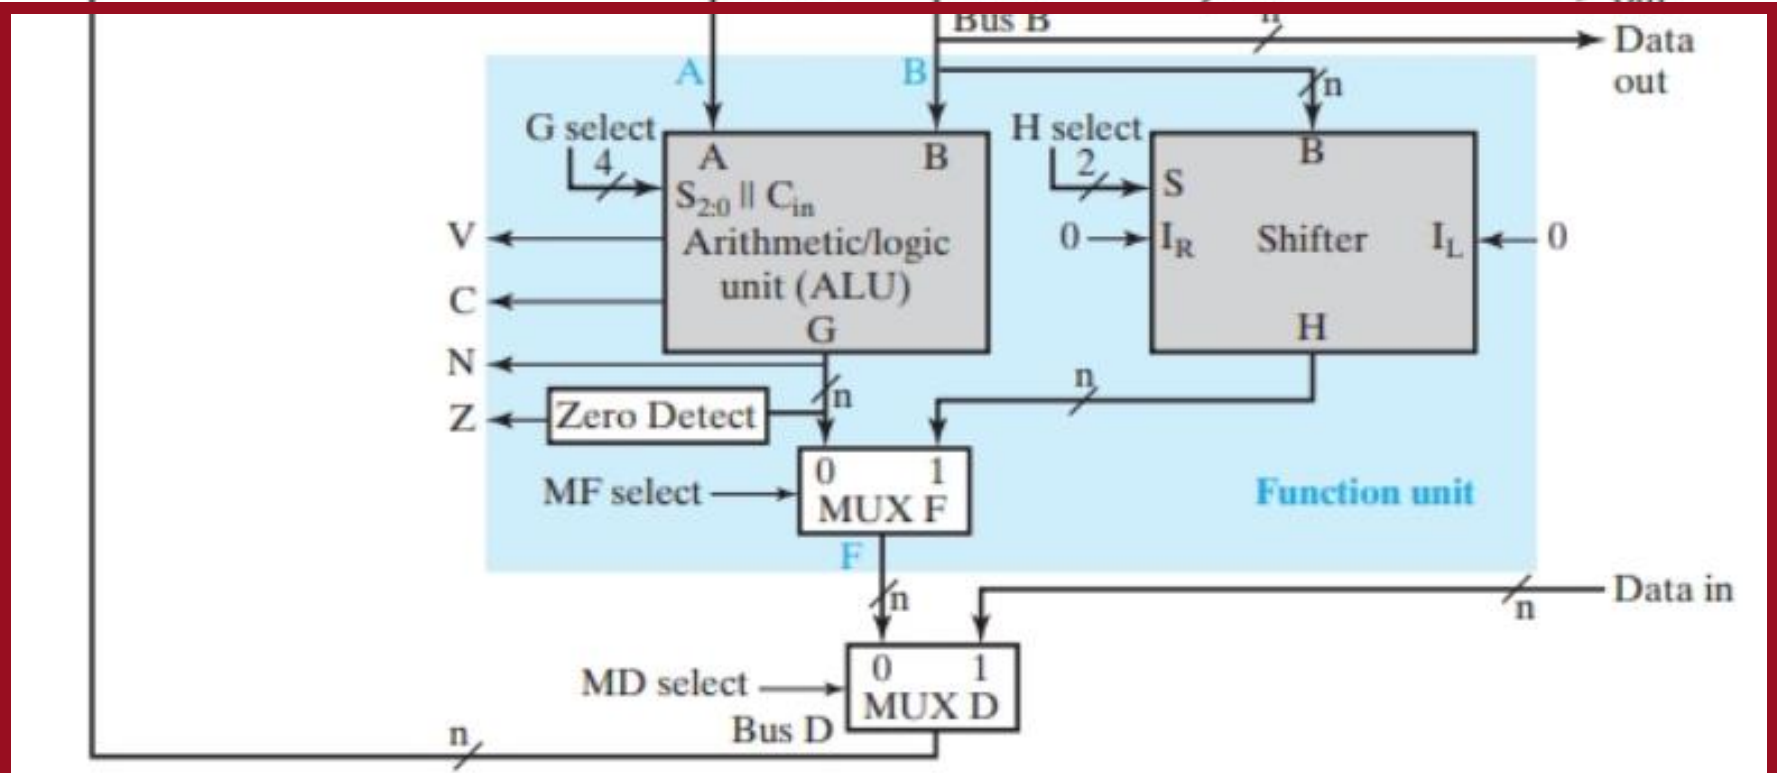 Bus B
n
Data
out
A
B
n
G select
4
H select
2
A
B
B
S2:0 || Cin
S
V
Arithmetic/logic
0
IR
Shifter
IL
0
unit (ALU)
C
G
H
N
n
n
Z
Zero Detect
0
1
MF select
MUX F
Function unit
F
n
Data in
n
0
1
MD select
MUX D
Bus D
n